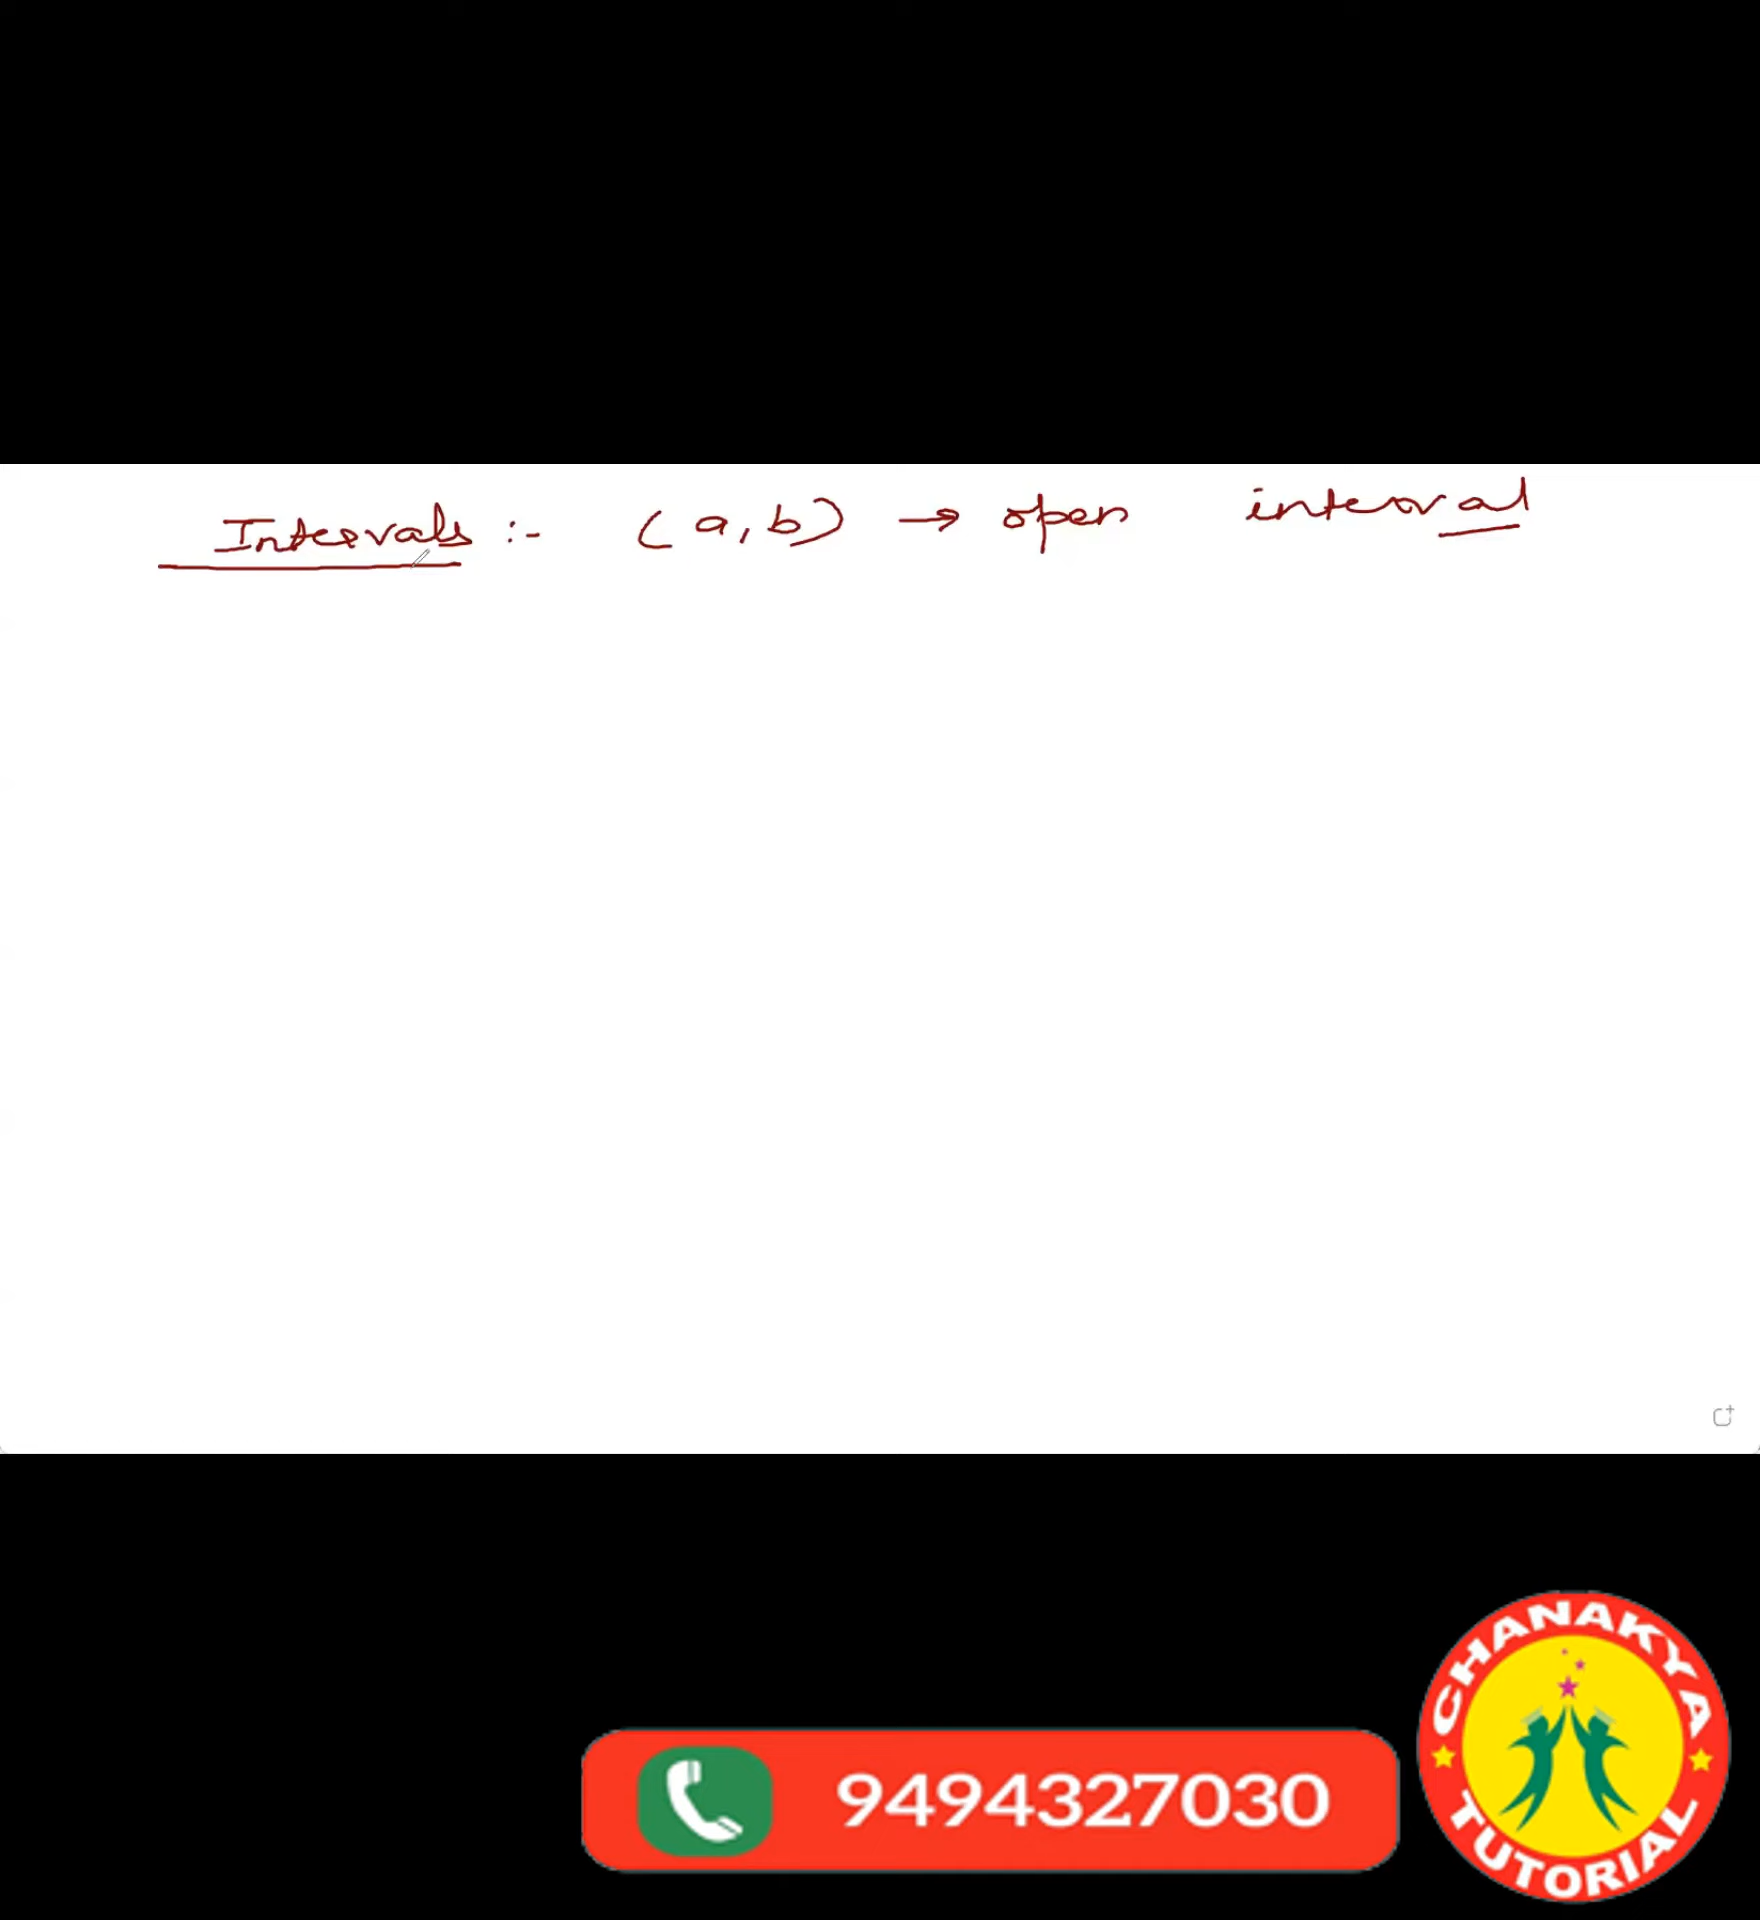 Intervals :- (a, b) → open interval
9494327030
CHANAKYA
TUTORIAL